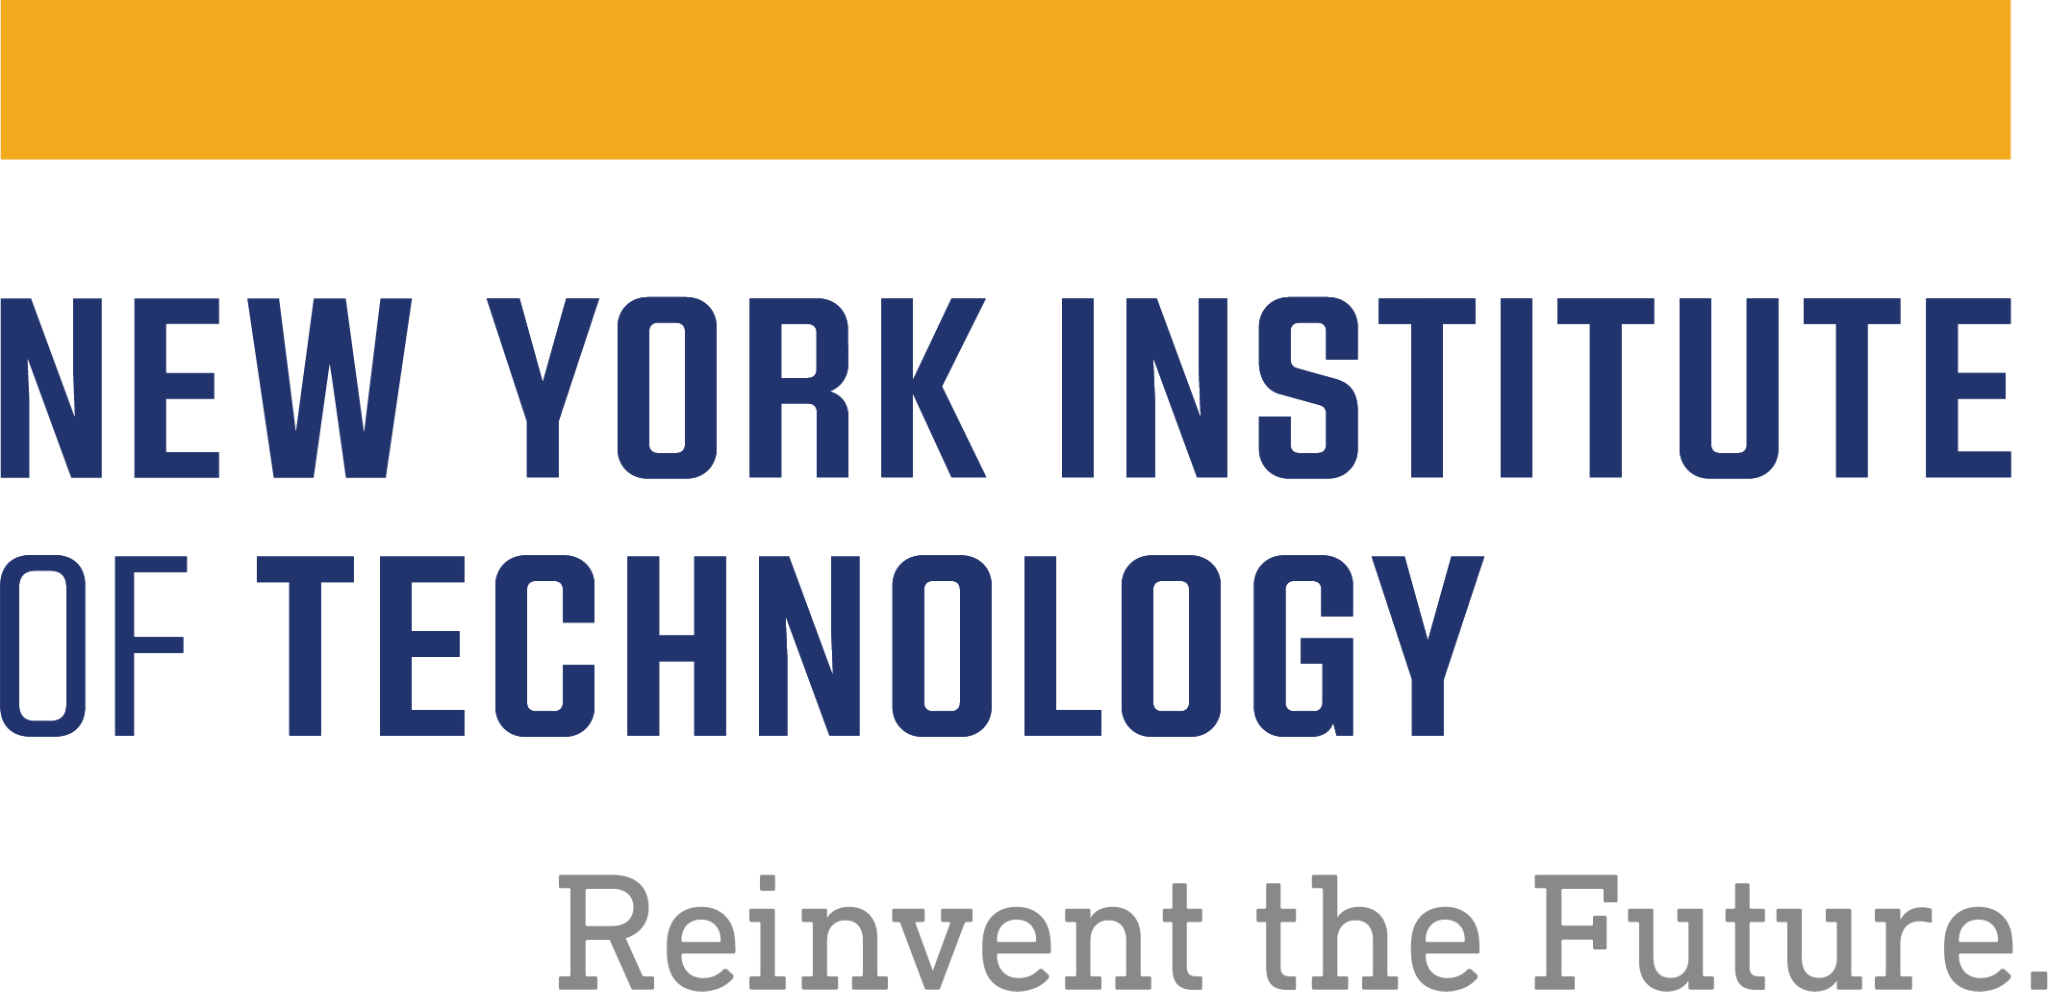 NEW YORK INSTITUTE
OF TECHNOLOGY
Reinvent the Future.